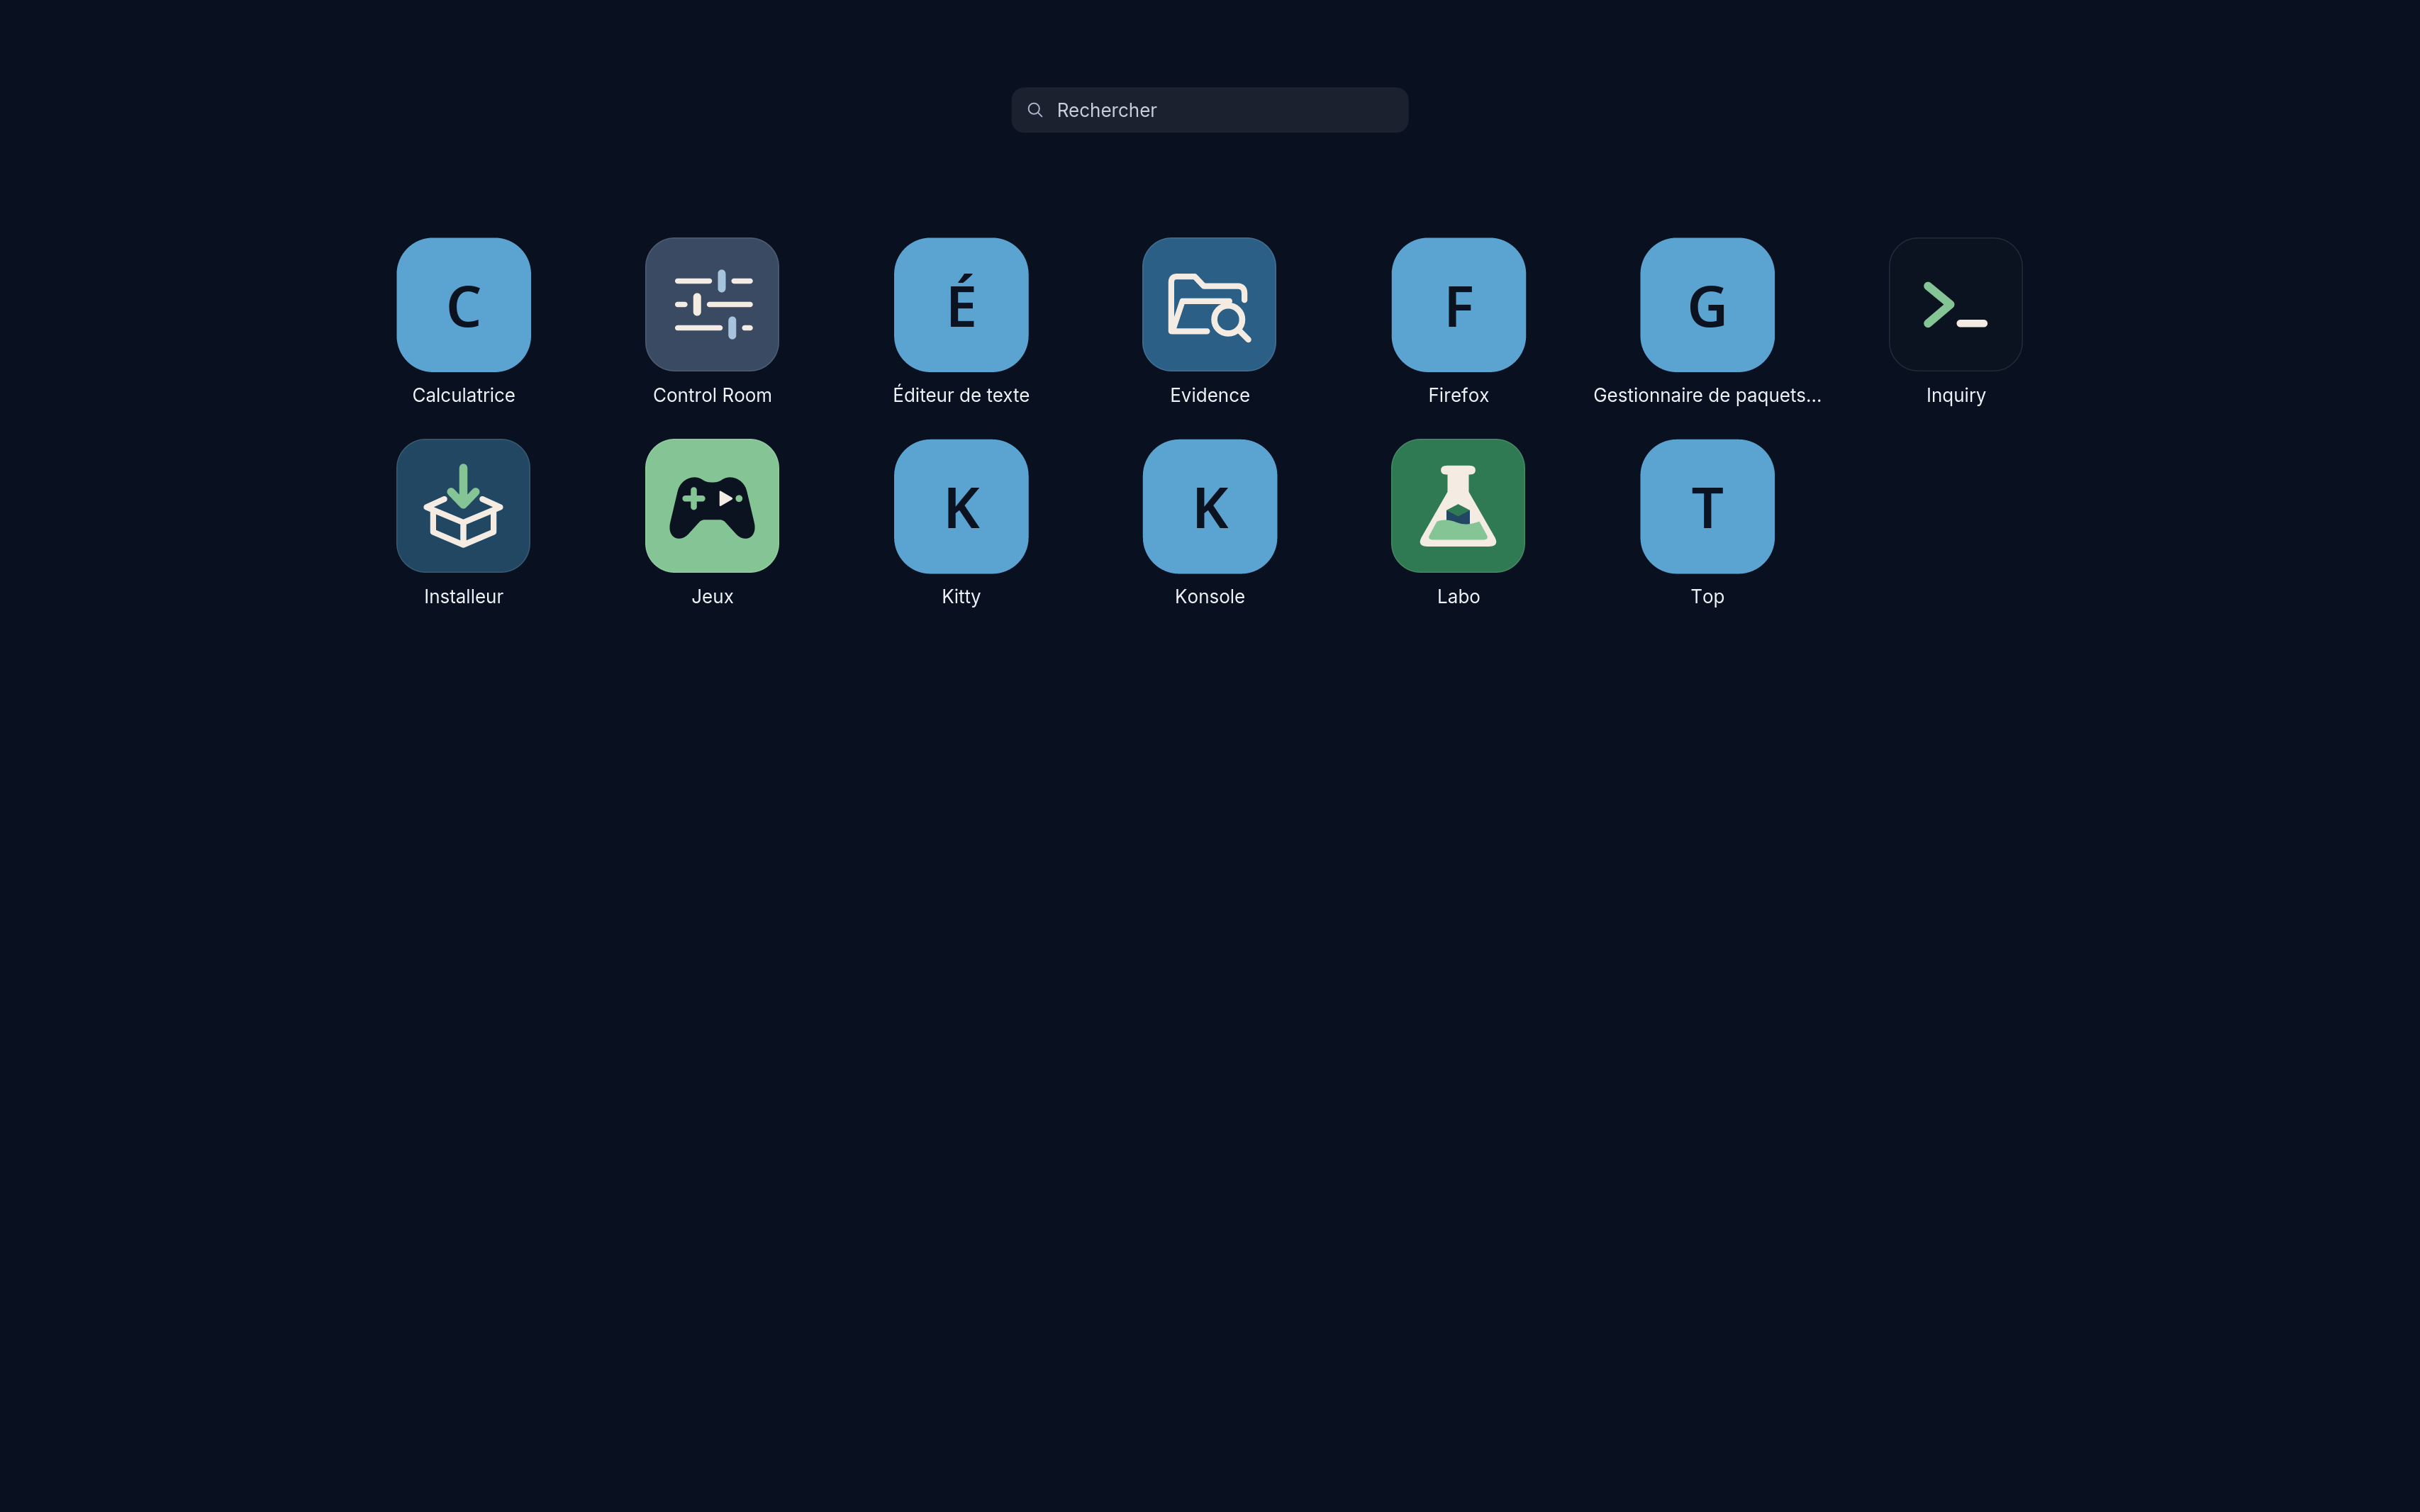 Rechercher
C
É
F
G
Calculatrice
Control Room
Éditeur de texte
Evidence
Firefox
Gestionnaire de paquets...
Inquiry
K
K
T
Installeur
Jeux
Kitty
Konsole
Labo
Top